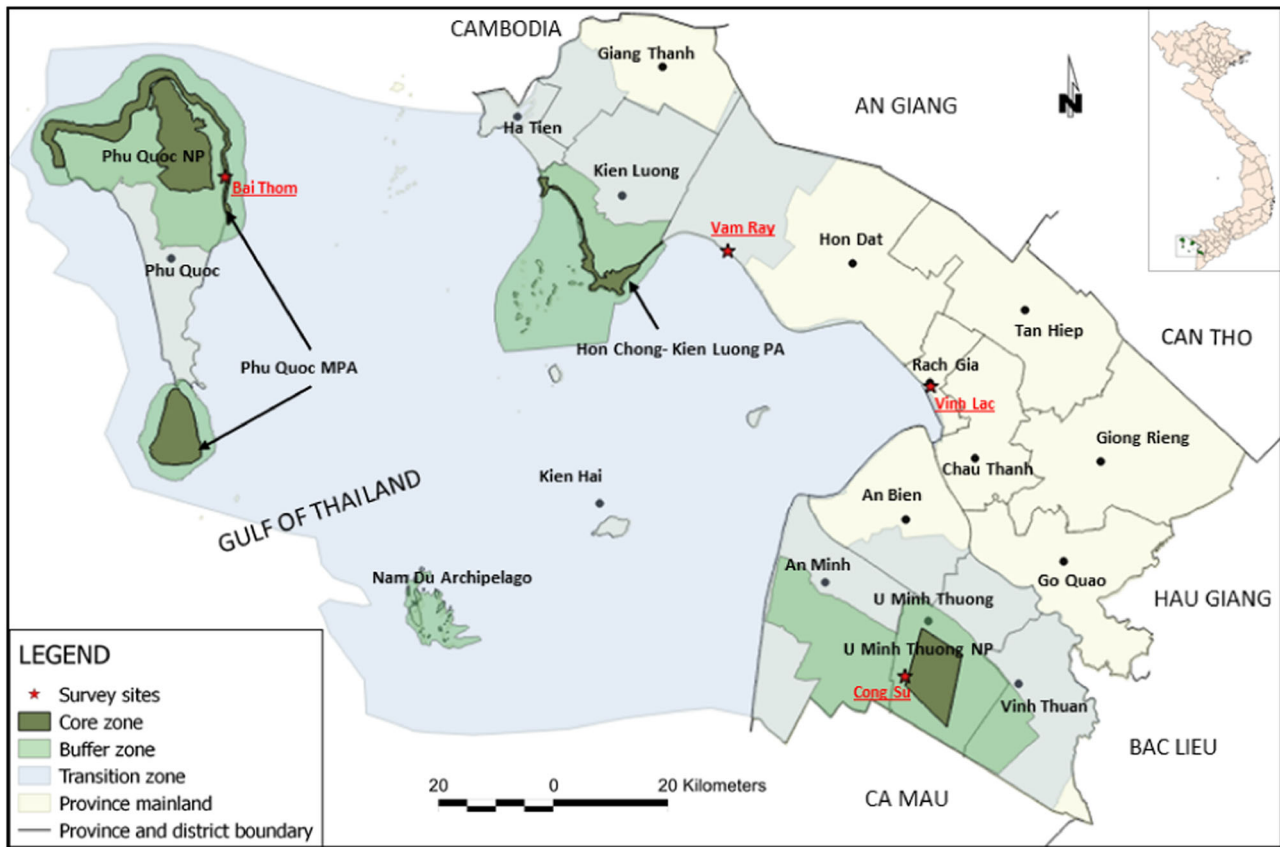 CAMBODIA
Giang Thanh
AN GIANG
N
Ha Tien
Phu Quoc NP
Bai Thom
Kien Luong
Vam Ray
Hon Dat
Phu Quoc
Tan Hiep
CAN THO
Hon Chong- Kien Luong PA
Phu Quoc MPA
Rach Gia
Vinh Lac
Giong Rieng
Chau Thanh
Kien Hai
An Bien
GULF OF THAILAND
An Minh
Nam Du Archipelago
Go Quao
HAU GIANG
U Minh Thuong
U Minh Thuong NP
Cong Su
Vinh Thuan
BAC LIEU
CA MAU
LEGEND
Survey sites
Core zone
Buffer zone
Transition zone
Province mainland
Province and district boundary
20 0 20 Kilometers